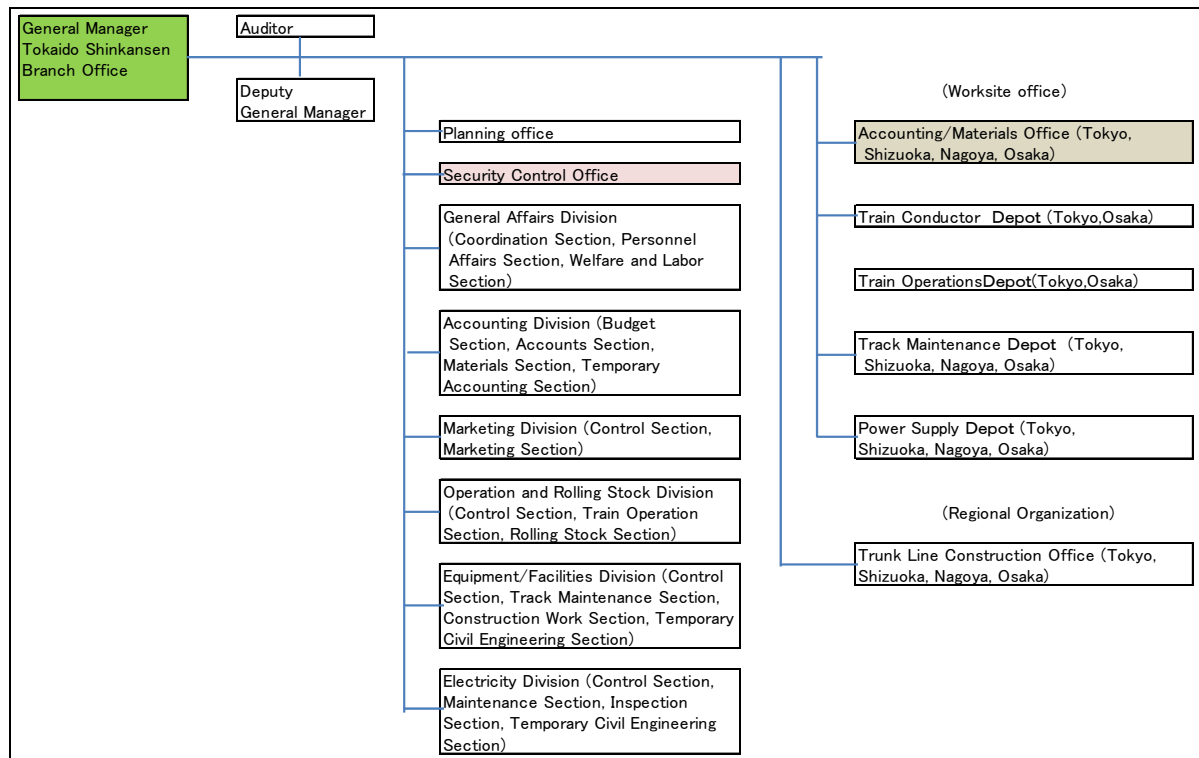 General Manager
Tokaido Shinkansen
Branch Office
Auditor
Deputy
General Manager
Planning office
Security Control Office
General Affairs Division
(Coordination Section, Personnel
Affairs Section, Welfare and Labor
Section)
Accounting Division (Budget
Section, Accounts Section,
Materials Section, Temporary
Accounting Section)
Marketing Division (Control Section,
Marketing Section)
Operation and Rolling Stock Division
(Control Section, Train Operation
Section, Rolling Stock Section)
Equipment/Facilities Division (Control
Section, Track Maintenance Section,
Construction Work Section, Temporary
Civil Engineering Section)
Electricity Division (Control Section,
Maintenance Section, Inspection
Section, Temporary Civil Engineering
Section)
(Worksite office)
Accounting/Materials Office (Tokyo,
Shizuoka, Nagoya, Osaka)
Train Conductor Depot (Tokyo,Osaka)
Train OperationsDepot(Tokyo,Osaka)
Track Maintenance Depot (Tokyo,
Shizuoka, Nagoya, Osaka)
Power Supply Depot (Tokyo,
Shizuoka, Nagoya, Osaka)
(Regional Organization)
Trunk Line Construction Office (Tokyo,
Shizuoka, Nagoya, Osaka)